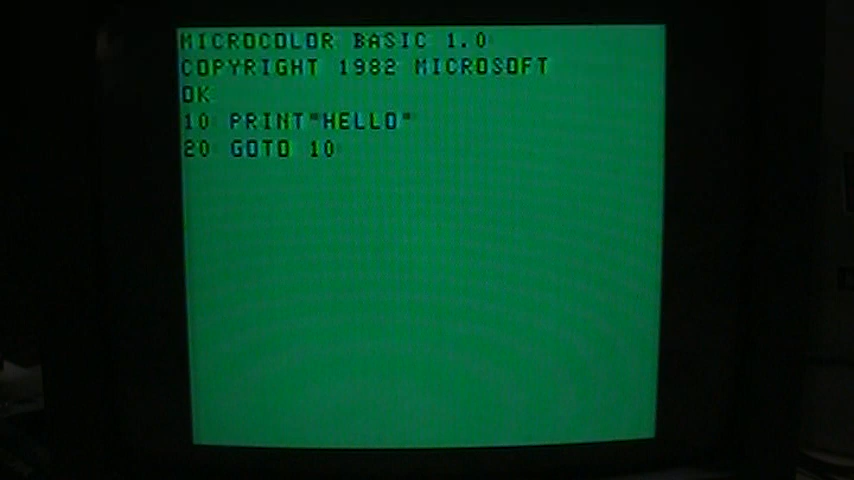 MICROCOLOR BASIC 1.0
COPYRIGHT 1982 MICROSOFT
OK
10 PRINT"HELLO"
20 GOTO 10